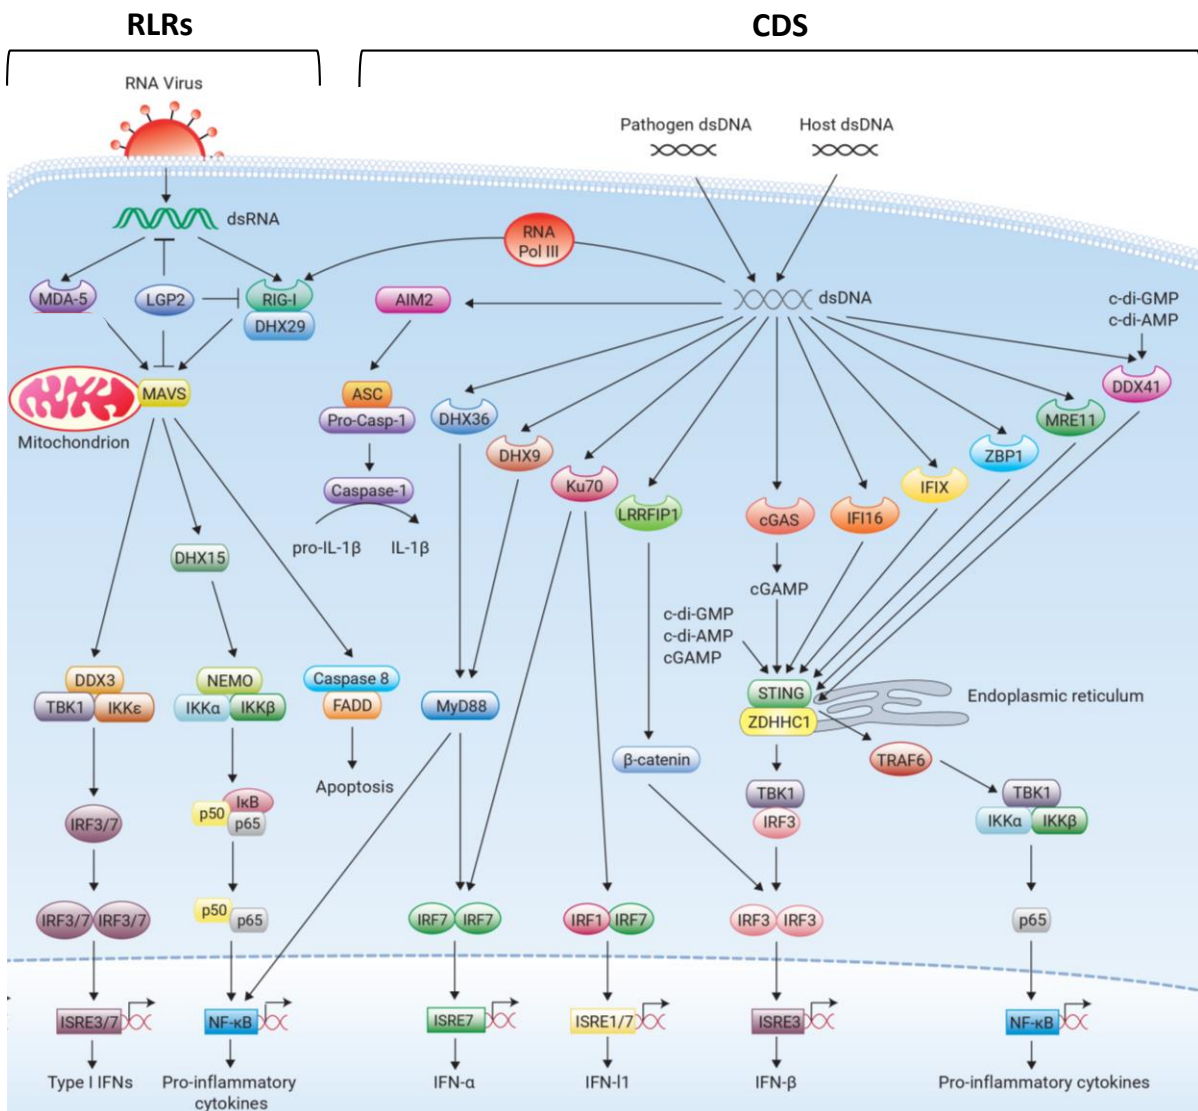 RLRs
CDS
RNA Virus
Pathogen dsDNA
Host dsDNA
dsRNA
RNA
Pol III
MDA-5
LGP2
RIG-I
DHX29
AIM2
dsDNA
c-di-GMP
c-di-AMP
MAVS
Mitochondrion
ASC
Pro-Casp-1
DHX36
DDX41
MRE11
DHX9
ZBP1
Ku70
IFIX
Caspase-1
LRRFIP1
cGAS
IFI16
pro-IL-1β
IL-1β
DHX15
cGAMP
c-di-GMP
c-di-AMP
cGAMP
DDX3
TBK1
IKKε
NEMO
IKKα
IKKβ
Caspase 8
FADD
MyD88
STING
ZDHHC1
Endoplasmic reticulum
β-catenin
TRAF6
Apoptosis
IRF3/7
IκB
p50
p65
TBK1
IRF3
TBK1
IKKα
IKKβ
IRF3/7
IRF3/7
p50
p65
IRF7
IRF7
IRF1
IRF7
IRF3
IRF3
p65
ISRE3/7
NF-κB
ISRE7
ISRE1/7
ISRE3
NF-κB
Type I IFNs
Pro-inflammatory
cytokines
IFN-α
IFN-l1
IFN-β
Pro-inflammatory cytokines